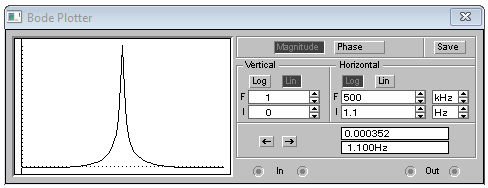 Bode Plotter
Magnitude Phase Save
Vertical Horizontal
Log Lin Log Lin
F 1 F 500 kHz
I 0 I 1.1 Hz
← → 0.000352
1.100Hz
In Out